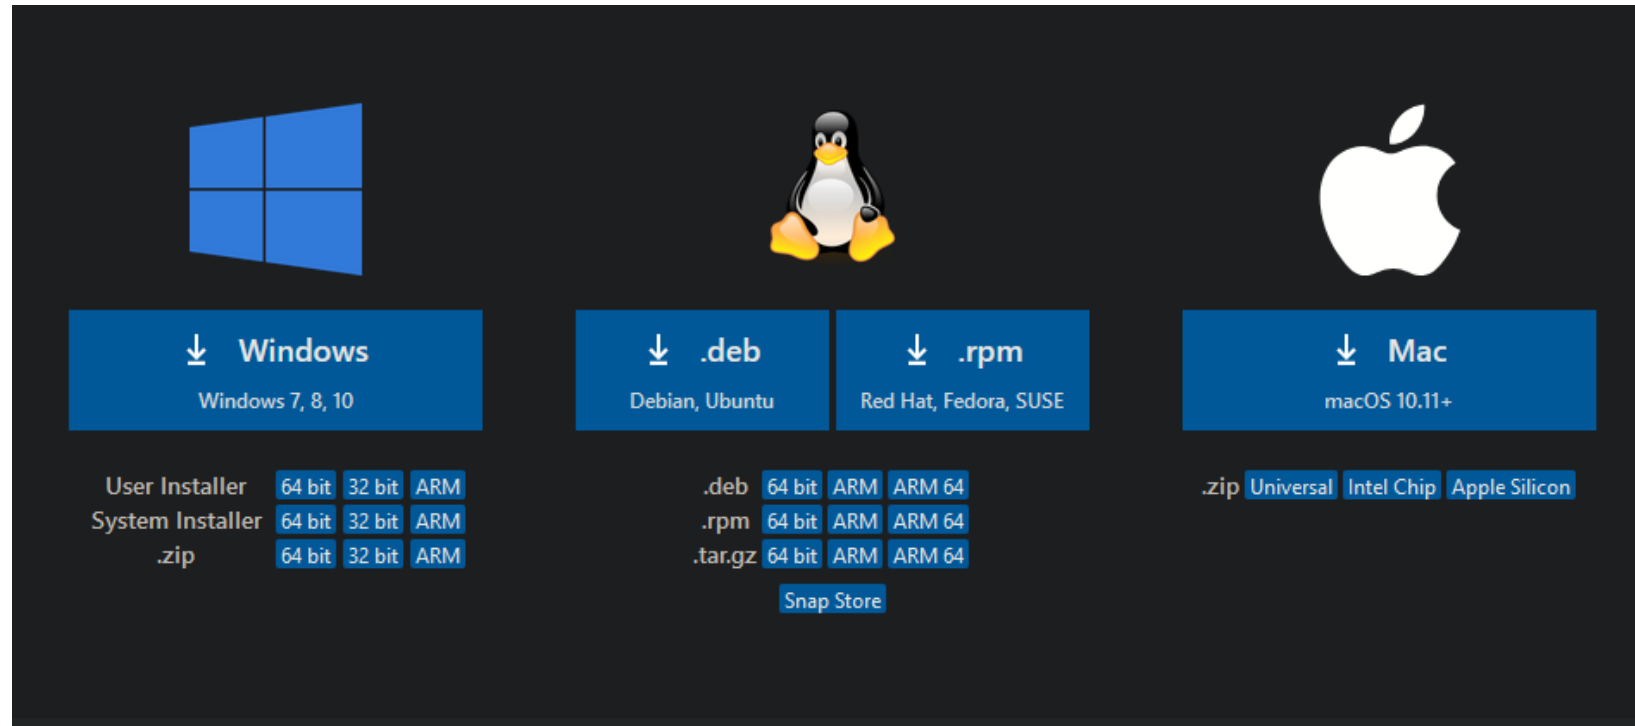 Windows
Windows 7, 8, 10
User Installer 64 bit 32 bit ARM
System Installer 64 bit 32 bit ARM
.zip 64 bit 32 bit ARM
.deb
Debian, Ubuntu
.rpm
Red Hat, Fedora, SUSE
.deb 64 bit ARM ARM 64
.rpm 64 bit ARM ARM 64
.tar.gz 64 bit ARM ARM 64
Snap Store
Mac
macOS 10.11+
.zip Universal Intel Chip Apple Silicon